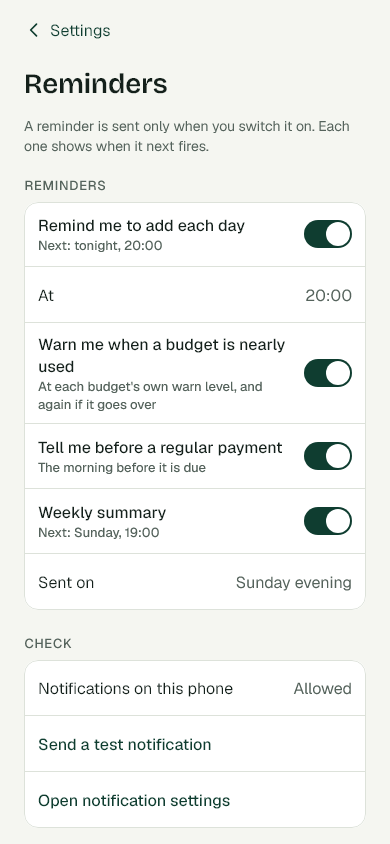 Settings
Reminders
A reminder is sent only when you switch it on. Each
one shows when it next fires.
REMINDERS
Remind me to add each day
Next: tonight, 20:00
At
20:00
Warn me when a budget is nearly
used
At each budget's own warn level, and
again if it goes over
Tell me before a regular payment
The morning before it is due
Weekly summary
Next: Sunday, 19:00
Sent on
Sunday evening
CHECK
Notifications on this phone
Allowed
Send a test notification
Open notification settings